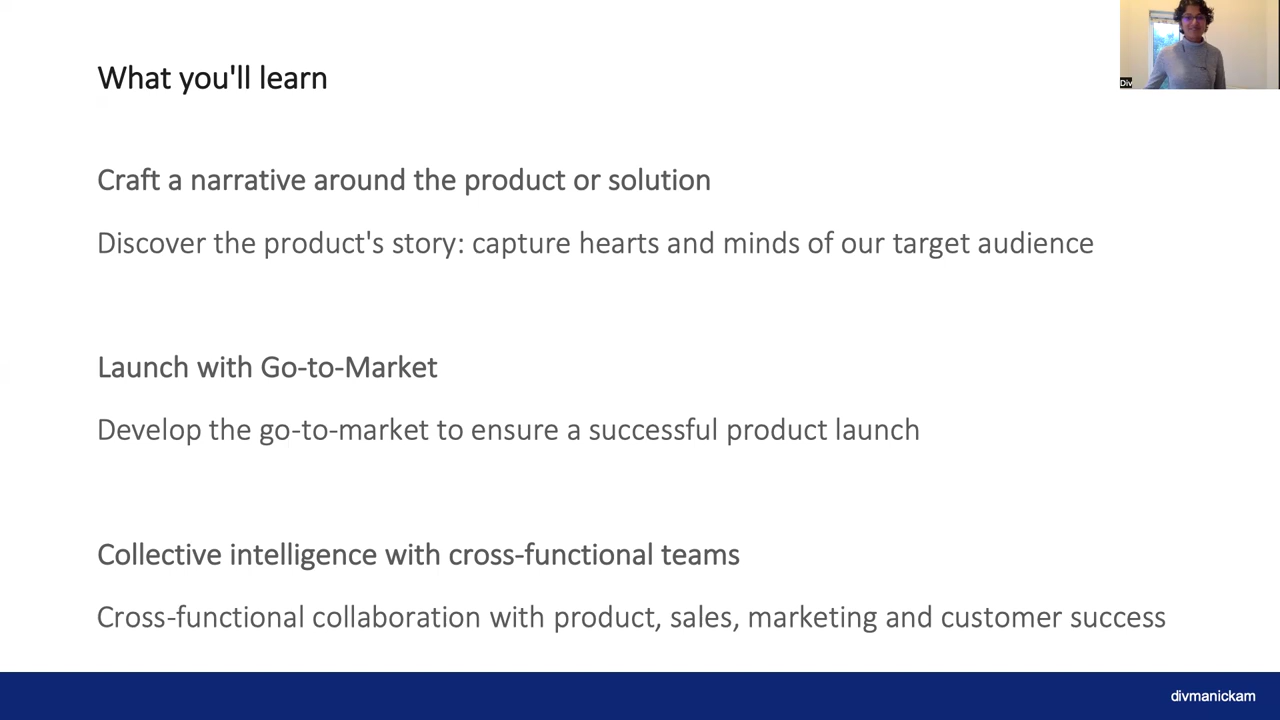 What you'll learn
Div
Craft a narrative around the product or solution
Discover the product's story: capture hearts and minds of our target audience
Launch with Go-to-Market
Develop the go-to-market to ensure a successful product launch
Collective intelligence with cross-functional teams
Cross-functional collaboration with product, sales, marketing and customer success
divmanickam